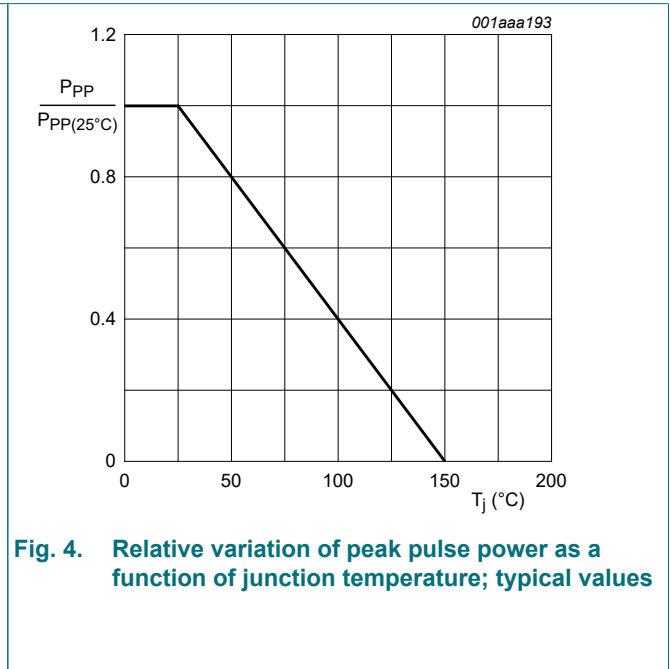 001aaa193
1.2
PPP
PPP(25°C)
0.8
0.4
0
0 50 100 150 200
Tj (°C)
Fig. 4. Relative variation of peak pulse power as a
function of junction temperature; typical values